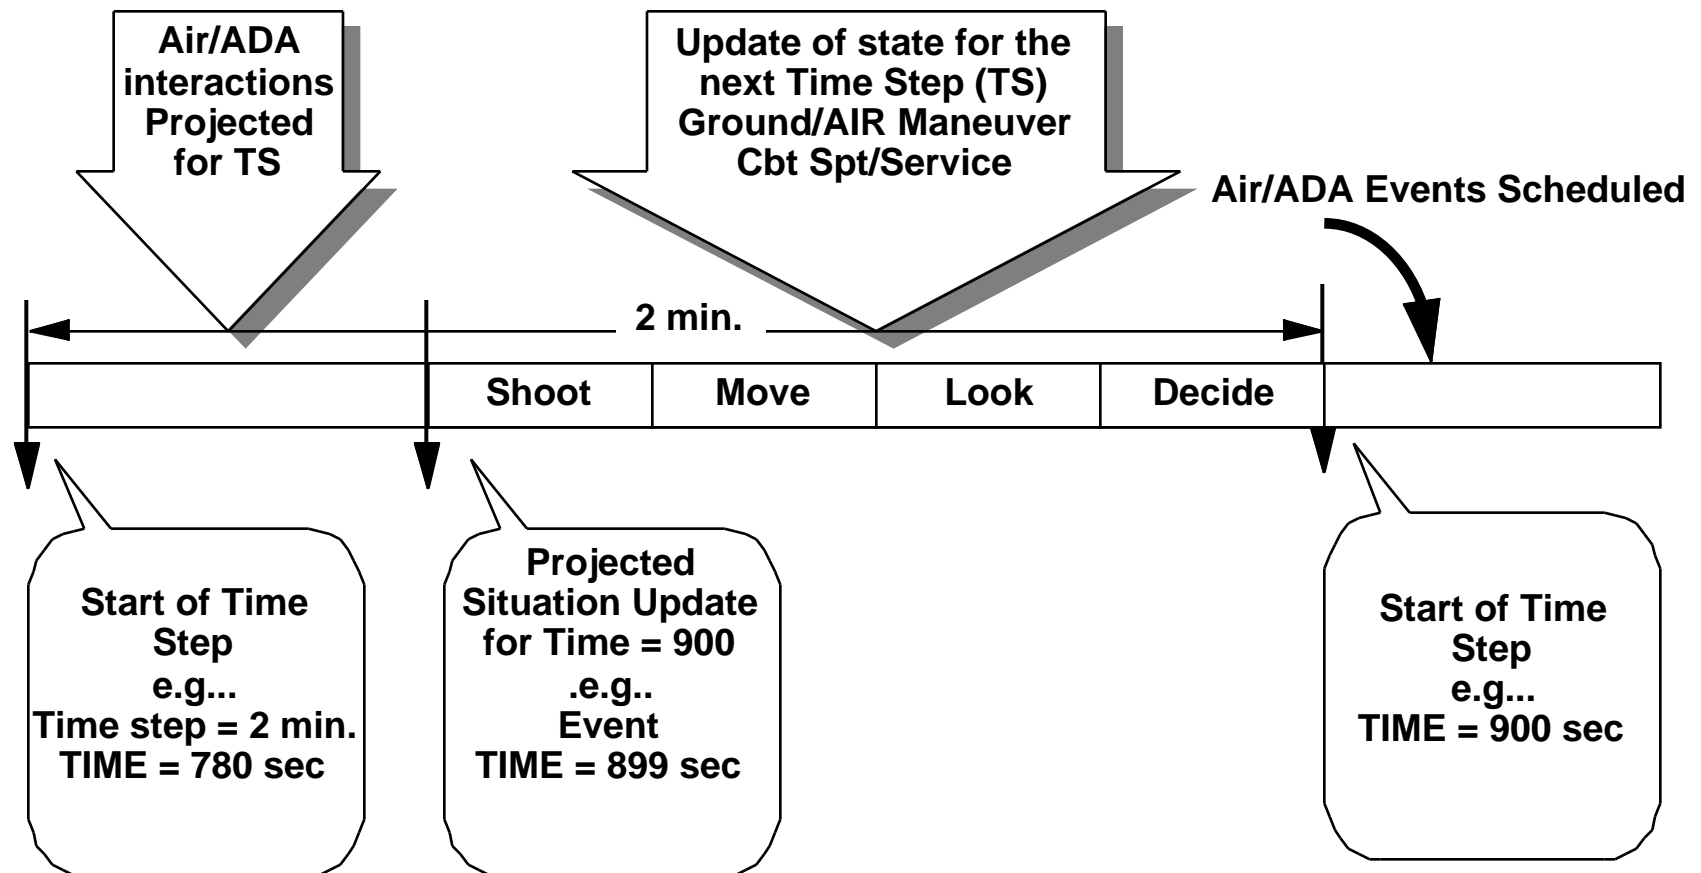 Air/ADA
interactions
Projected
for TS
Update of state for the
next Time Step (TS)
Ground/AIR Maneuver
Cbt Spt/Service
Air/ADA Events Scheduled
2 min.
Shoot
Move
Look
Decide
Start of Time
Step
e.g...
Time step = 2 min.
TIME = 780 sec
Projected
Situation Update
for Time = 900
.e.g..
Event
TIME = 899 sec
Start of Time
Step
e.g...
TIME = 900 sec